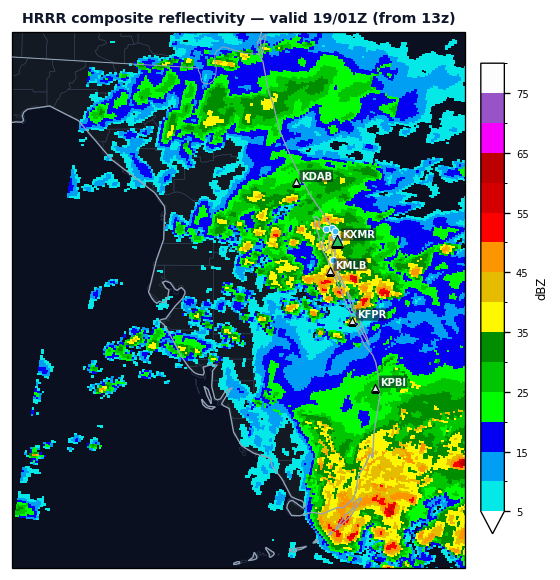 HRRR composite reflectivity — valid 19/01Z (from 13z)
KDAB
KXMR
KMLB
KFPR
KPBI
75
65
55
45
35
25
15
5
dBZ